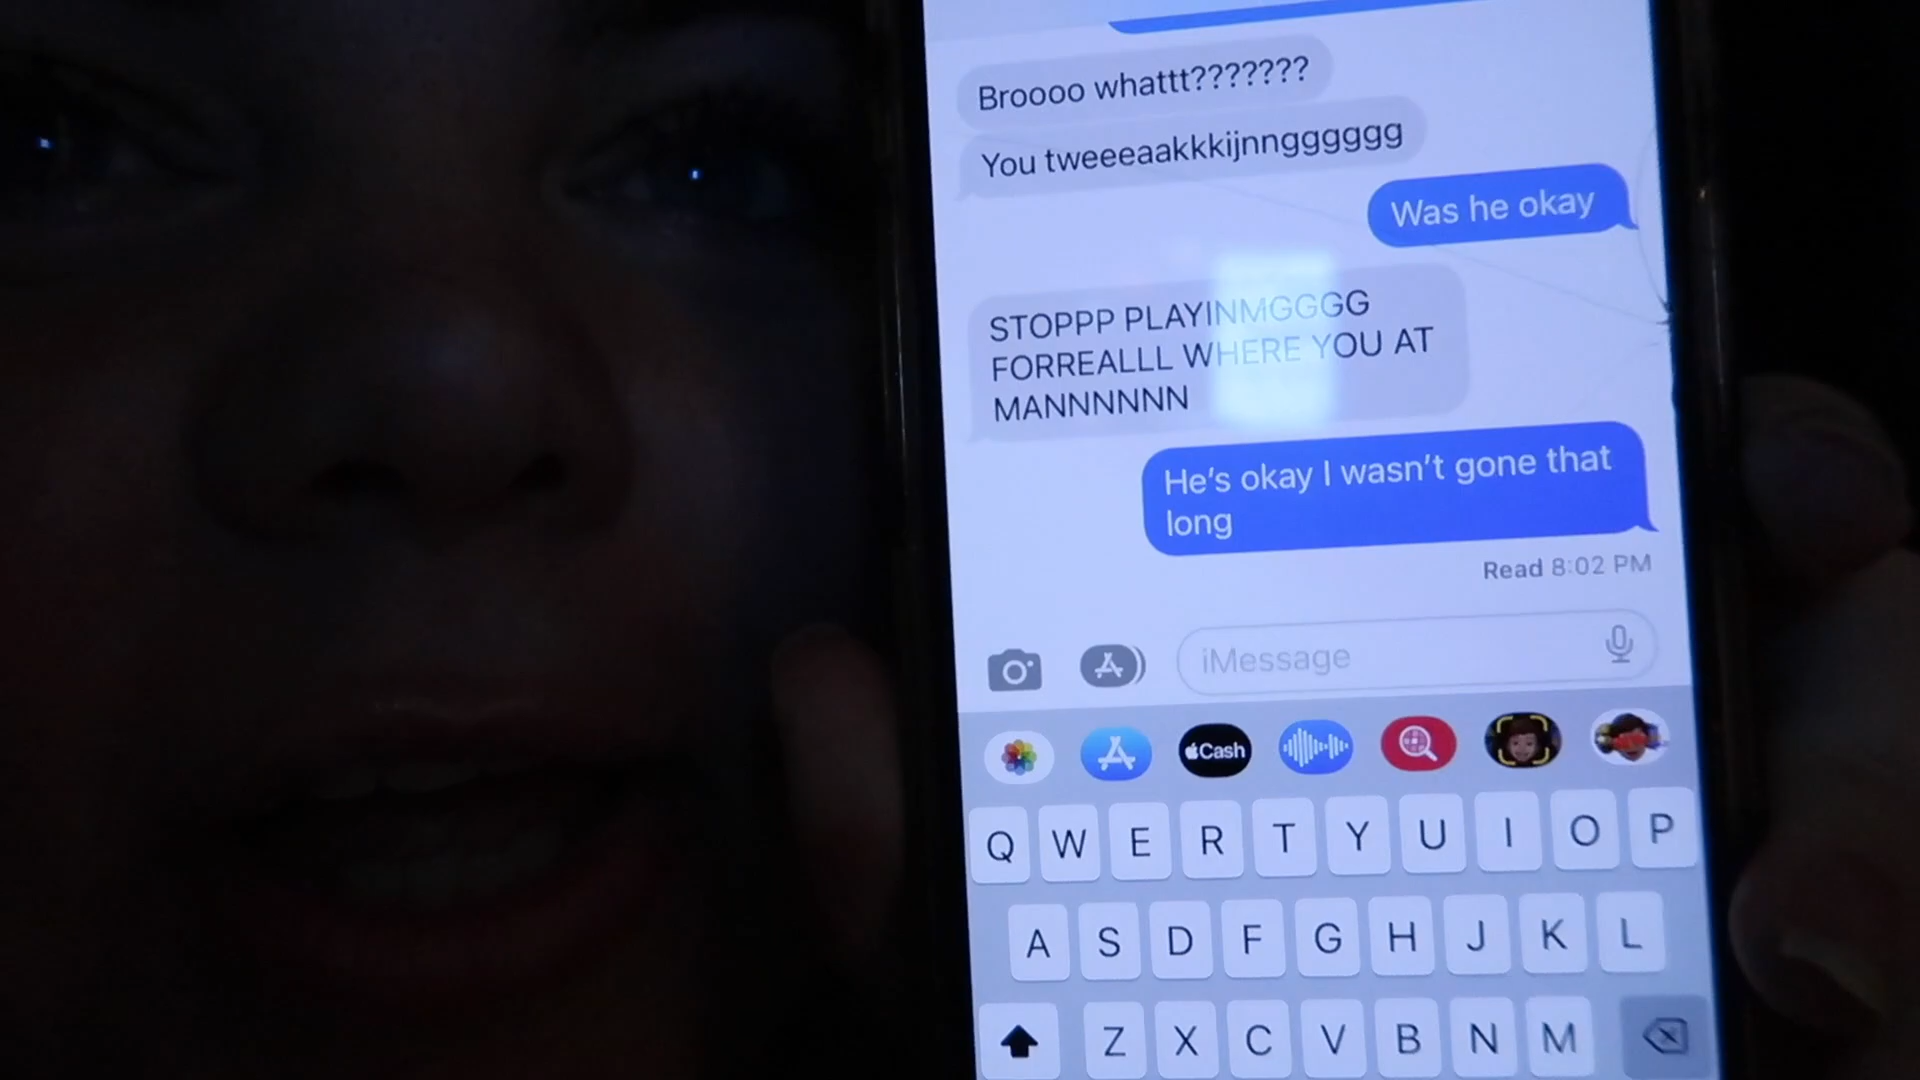 Broooo whattt???????
You tweeeaakkkijnngggggg
Was he okay
STOPPP PLAYINMGGGG
FORREALLL WHERE YOU AT
MANNNNNN
He’s okay I wasn’t gone that
long
Read 8:02 PM
iMessage
Cash
Q W E R T Y U I O P
A S D F G H J K L
Z X C V B N M